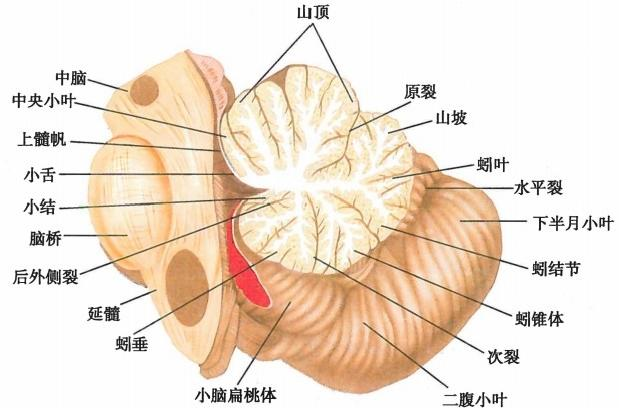 山顶
中脑
中央小叶
上髓帆
小舌
小结
脑桥
后外侧裂
延髓
蚓垂
小脑扁桃体
原裂
山坡
蚓叶
水平裂
下半月小叶
蚓结节
蚓锥体
次裂
二腹小叶